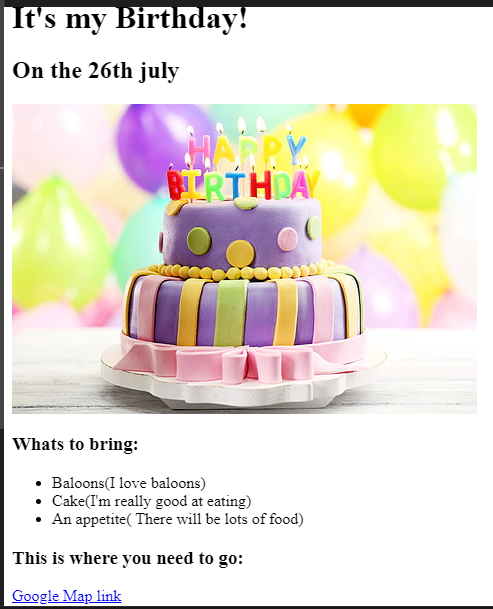 It's my Birthday!
On the 26th july
HAPPY
BIRTHDAY
Whats to bring:
Baloons(I love baloons)
Cake(I'm really good at eating)
An appetite( There will be lots of food)
This is where you need to go:
Google Map link